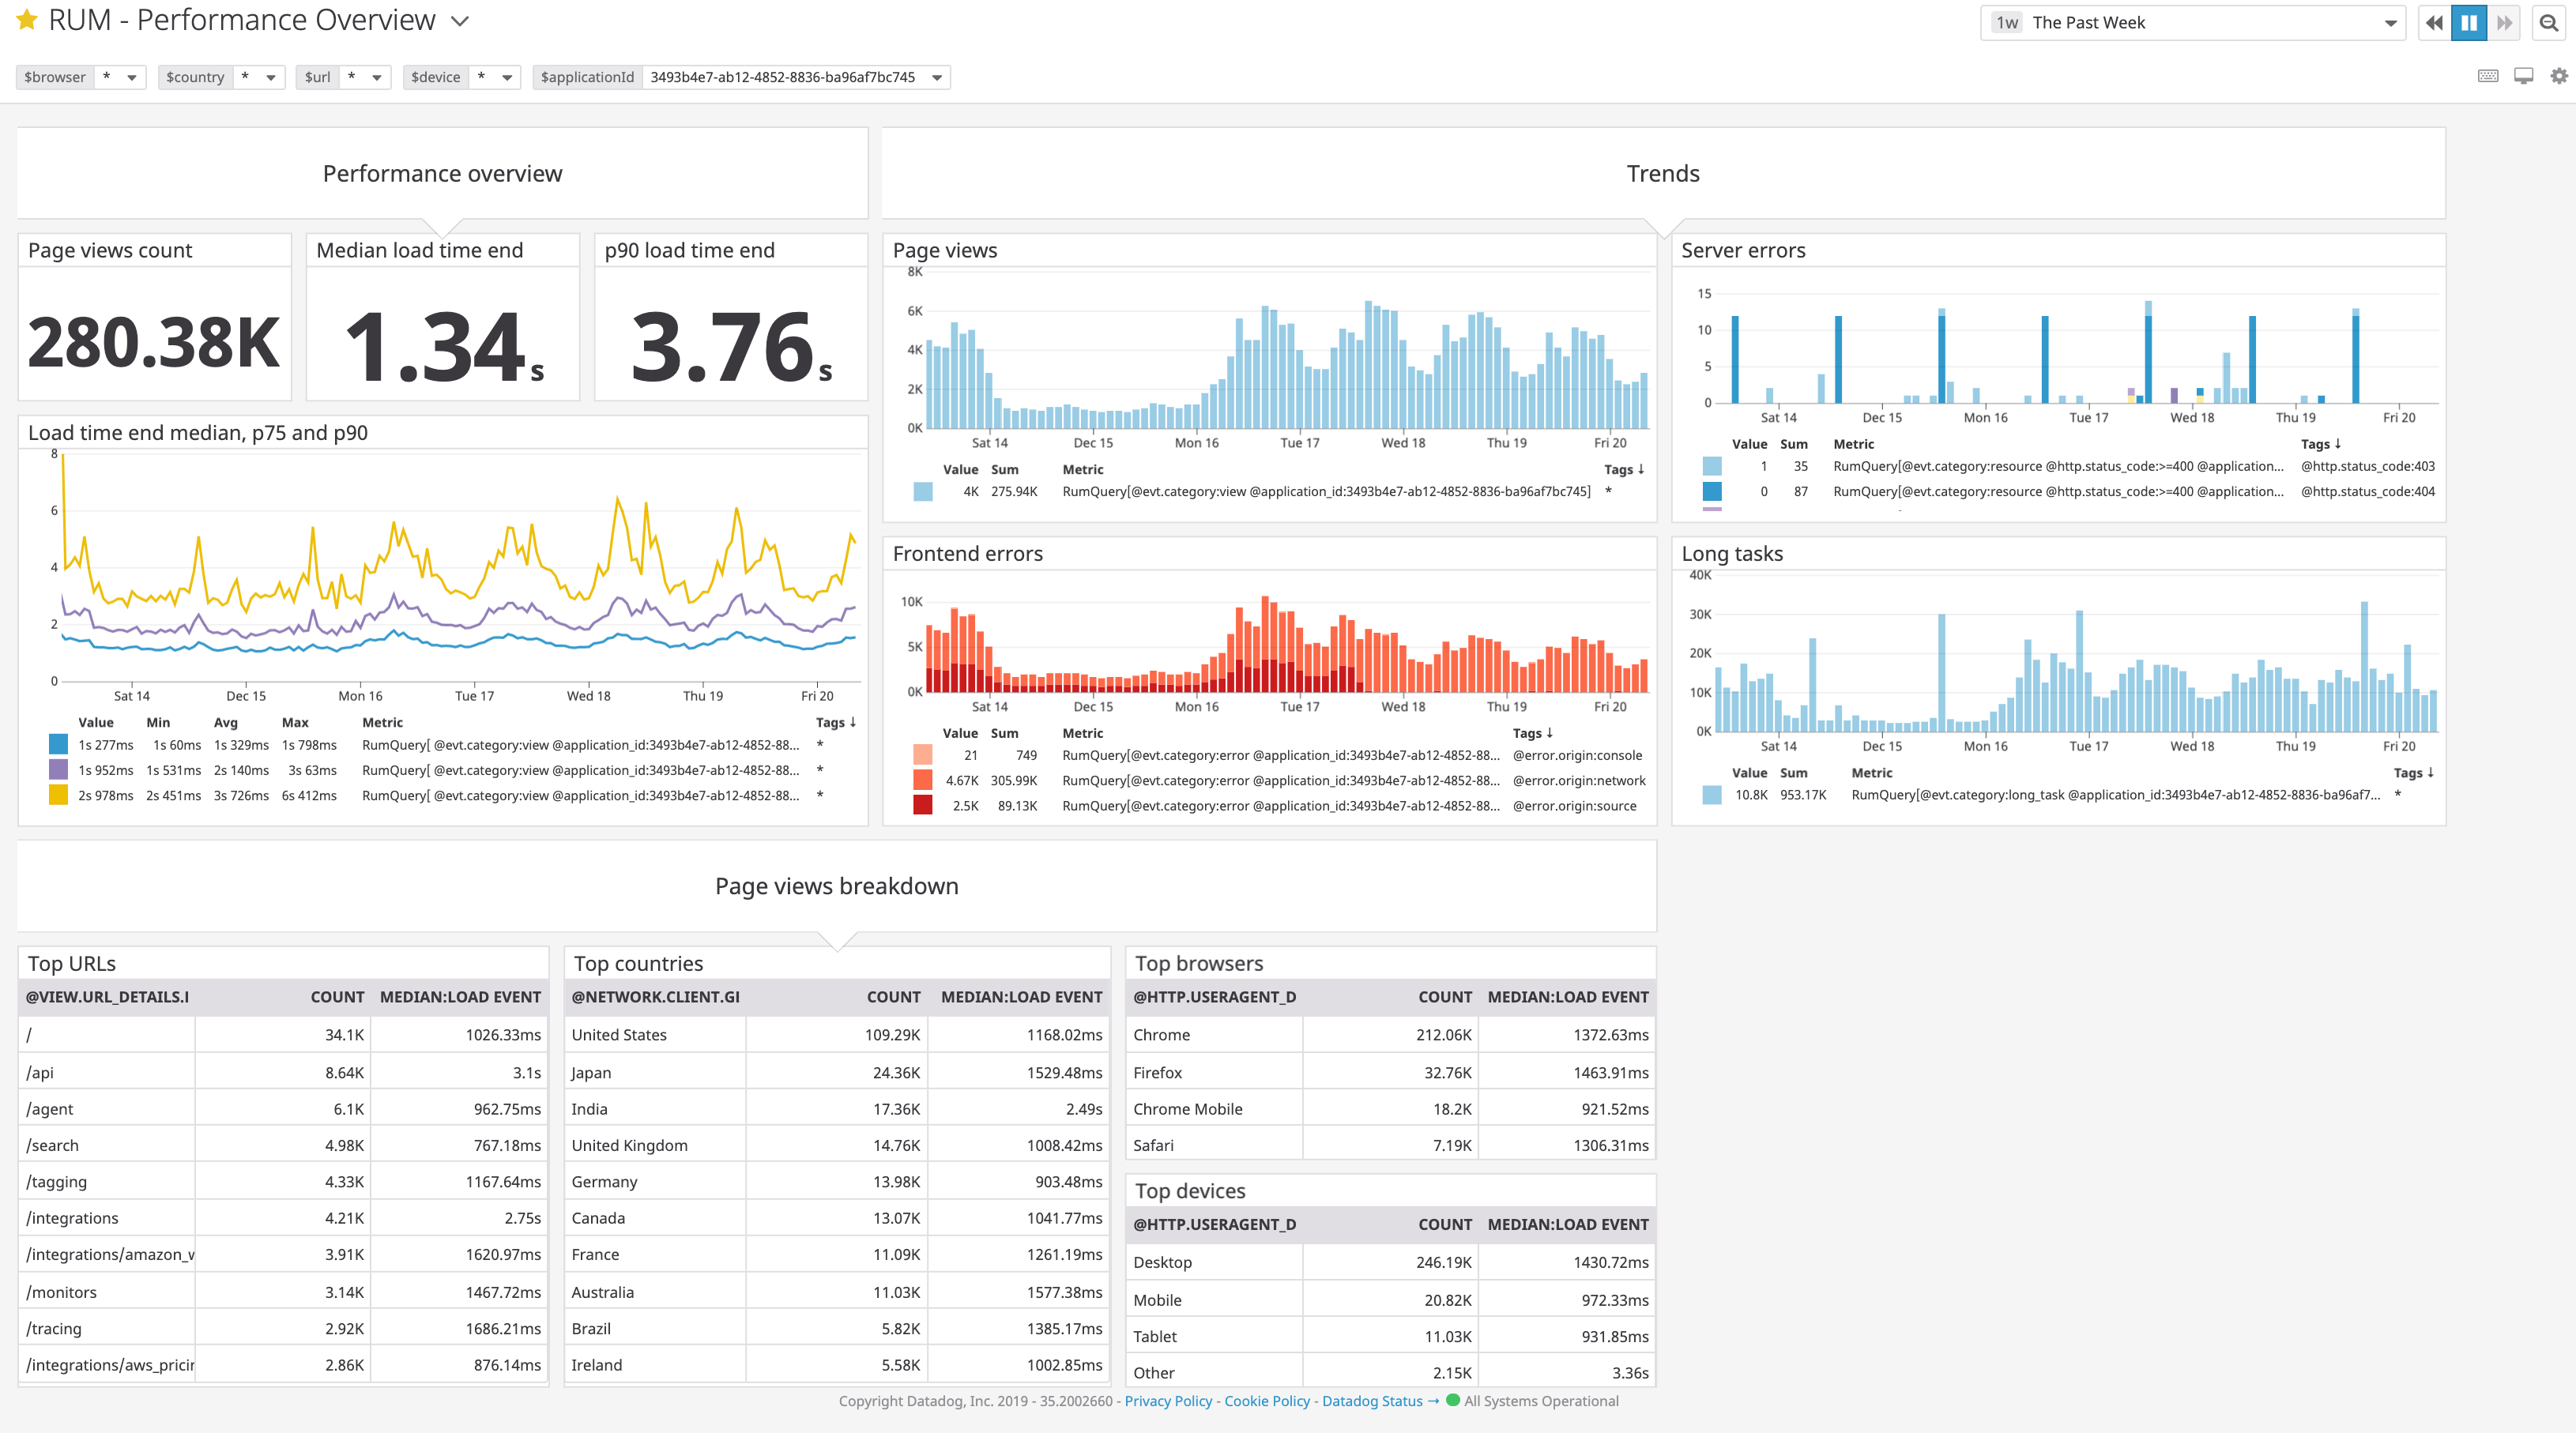 RUM - Performance Overview
1w The Past Week
$browser *
$country *
$url *
$device *
$applicationId 3493b4e7-ab12-4852-8836-ba96af7bc745
Performance overview
Trends
Page views count
280.38K
Median load time end
1.34s
p90 load time end
3.76s
Load time end median, p75 and p90
8
6
4
2
0
Sat 14 Dec 15 Mon 16 Tue 17 Wed 18 Thu 19 Fri 20
Value Min Avg Max Metric Tags ↓
1s 277ms 1s 60ms 1s 329ms 1s 798ms RumQuery[ @evt.category:view @application_id:3493b4e7-ab12-4852-88... *
1s 952ms 1s 531ms 2s 140ms 3s 63ms RumQuery[ @evt.category:view @application_id:3493b4e7-ab12-4852-88... *
2s 978ms 2s 451ms 3s 726ms 6s 412ms RumQuery[ @evt.category:view @application_id:3493b4e7-ab12-4852-88... *
Page views
8K
6K
4K
2K
0K
Sat 14 Dec 15 Mon 16 Tue 17 Wed 18 Thu 19 Fri 20
Value Sum Metric Tags ↓
4K 275.94K RumQuery[@evt.category:view @application_id:3493b4e7-ab12-4852-8836-ba96af7bc745] *
Server errors
15
10
5
0
Sat 14 Dec 15 Mon 16 Tue 17 Wed 18 Thu 19 Fri 20
Value Sum Metric Tags ↓
1 35 RumQuery[@evt.category:resource @http.status_code:>=400 @application... @http.status_code:403
0 87 RumQuery[@evt.category:resource @http.status_code:>=400 @application... @http.status_code:404
Frontend errors
10K
5K
0K
Sat 14 Dec 15 Mon 16 Tue 17 Wed 18 Thu 19 Fri 20
Value Sum Metric Tags ↓
21 749 RumQuery[@evt.category:error @application_id:3493b4e7-ab12-4852-88... @error.origin:console
4.67K 305.99K RumQuery[@evt.category:error @application_id:3493b4e7-ab12-4852-88... @error.origin:network
2.5K 89.13K RumQuery[@evt.category:error @application_id:3493b4e7-ab12-4852-88... @error.origin:source
Long tasks
40K
30K
20K
10K
0K
Sat 14 Dec 15 Mon 16 Tue 17 Wed 18 Thu 19 Fri 20
Value Sum Metric Tags ↓
10.8K 953.17K RumQuery[@evt.category:long_task @application_id:3493b4e7-ab12-4852-8836-ba96af7... *
Page views breakdown
Top URLs
@VIEW.URL_DETAILS.I COUNT MEDIAN:LOAD EVENT
/ 34.1K 1026.33ms
/api 8.64K 3.1s
/agent 6.1K 962.75ms
/search 4.98K 767.18ms
/tagging 4.33K 1167.64ms
/integrations 4.21K 2.75s
/integrations/amazon_w 3.91K 1620.97ms
/monitors 3.14K 1467.72ms
/tracing 2.92K 1686.21ms
/integrations/aws_pricir 2.86K 876.14ms
Top countries
@NETWORK.CLIENT.GI COUNT MEDIAN:LOAD EVENT
United States 109.29K 1168.02ms
Japan 24.36K 1529.48ms
India 17.36K 2.49s
United Kingdom 14.76K 1008.42ms
Germany 13.98K 903.48ms
Canada 13.07K 1041.77ms
France 11.09K 1261.19ms
Australia 11.03K 1577.38ms
Brazil 5.82K 1385.17ms
Ireland 5.58K 1002.85ms
Top browsers
@HTTP.USERAGENT_D COUNT MEDIAN:LOAD EVENT
Chrome 212.06K 1372.63ms
Firefox 32.76K 1463.91ms
Chrome Mobile 18.2K 921.52ms
Safari 7.19K 1306.31ms
Top devices
@HTTP.USERAGENT_D COUNT MEDIAN:LOAD EVENT
Desktop 246.19K 1430.72ms
Mobile 20.82K 972.33ms
Tablet 11.03K 931.85ms
Other 2.15K 3.36s
Copyright Datadog, Inc. 2019 - 35.2002660 - Privacy Policy - Cookie Policy - Datadog Status → All Systems Operational